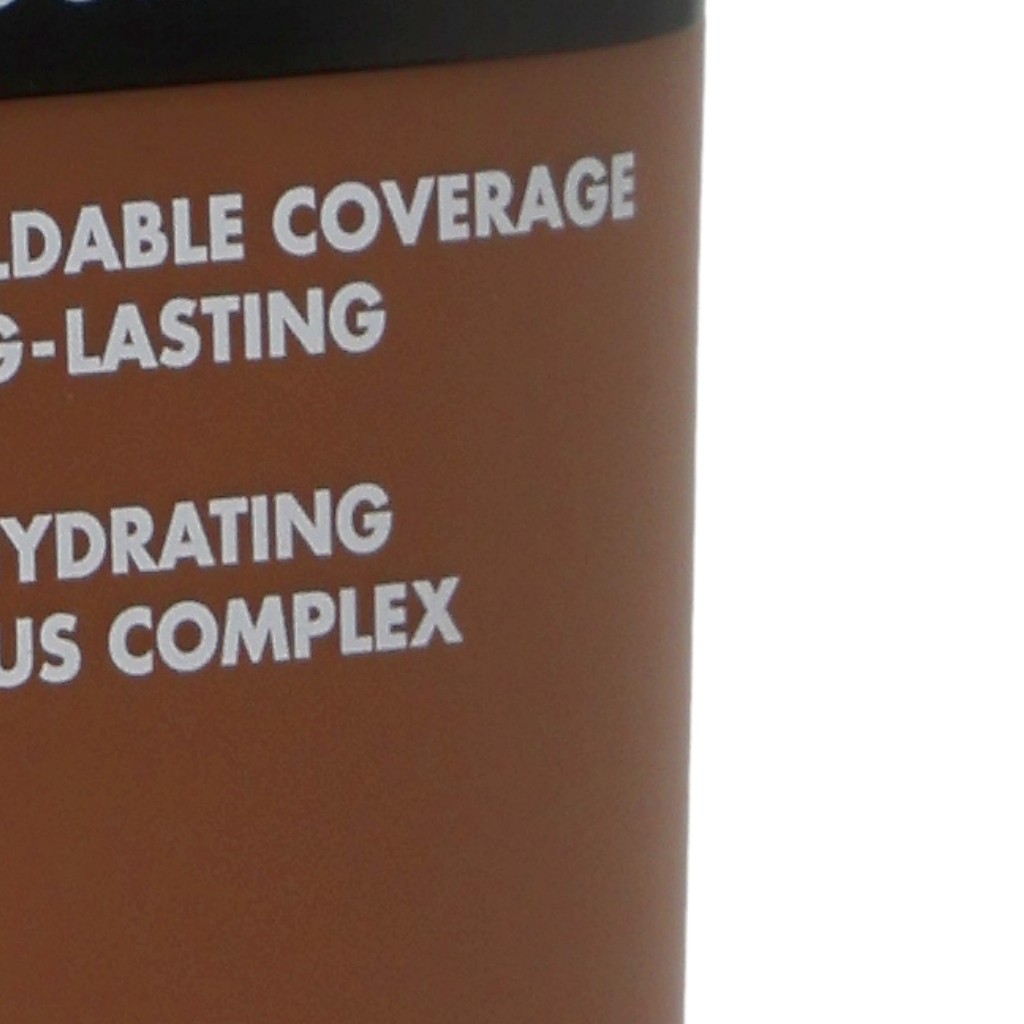 LDABLE COVERAGE
G-LASTING
YDRATING
US COMPLEX